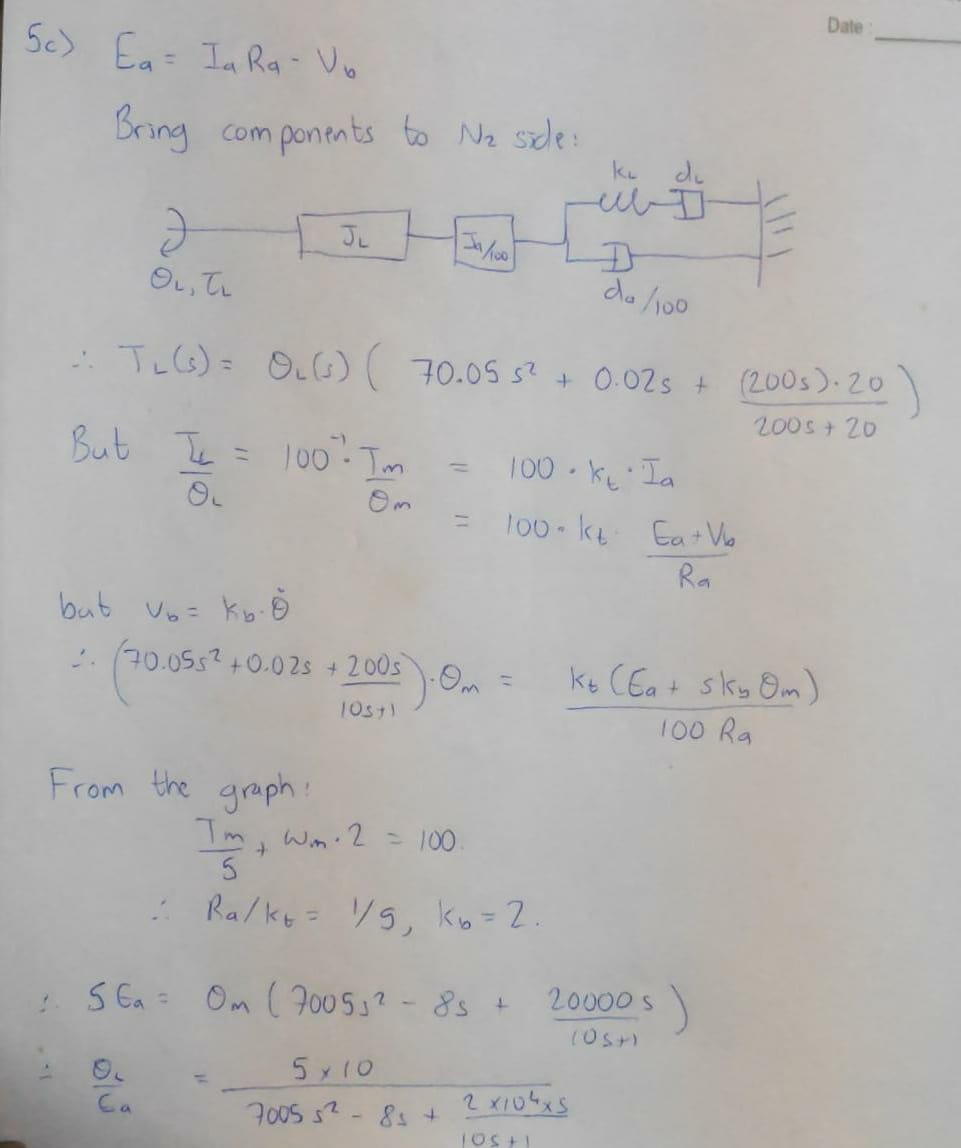 Date :
5c) Ea = Ia Ra - Vb
Bring components to N2 side:
kL dL
JL
Ja/100
θL, TL
da/100
∴ TL(s) = θL(s) ( 70.05 s² + 0.02s + (200s)·20 / 200s + 20 )
But TL/θL = 100⁻¹ · Tm/θm = 100 · kt · Ia
= 100 · kt · Ea + Vb / Ra
but Vb = kb · θ̇
∴ (70.05s² + 0.02s + 200s / 10s+1) · θm = kt (Ea + s kb θm) / 100 Ra
From the graph:
Tm/5 + ωm · 2 = 100.
∴ Ra/kt = 1/5, kb = 2.
∴ 5 Ea = θm ( 7005s² - 8s + 20000 s / 10s+1 )
∴ θL/Ea = 5 x 10 / 7005 s² - 8s + 2 x10⁴xs / 10s+1